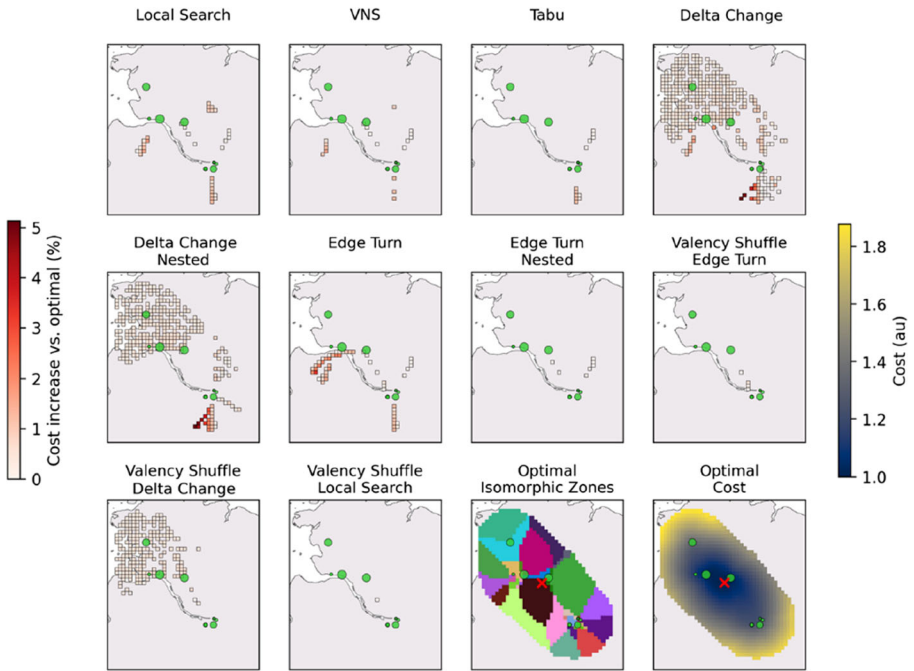 Local Search
VNS
Tabu
Delta Change
Delta Change
Nested
Edge Turn
Edge Turn
Nested
Valency Shuffle
Edge Turn
Valency Shuffle
Delta Change
Valency Shuffle
Local Search
Optimal
Isomorphic Zones
Optimal
Cost
Cost increase vs. optimal (%)
5
4
3
2
1
0
Cost (au)
1.8
1.6
1.4
1.2
1.0